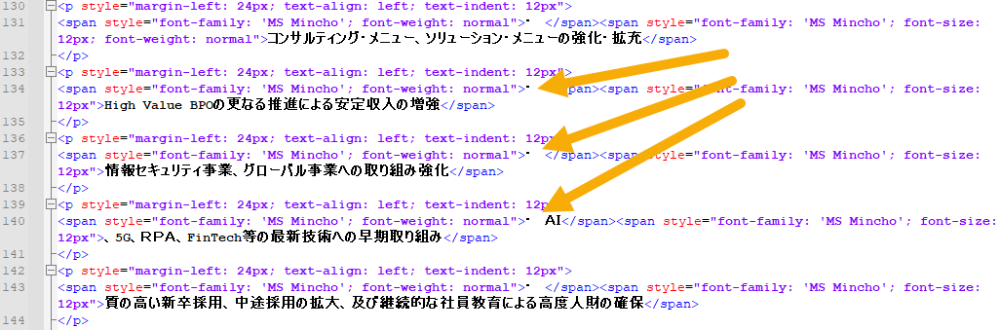 130 <p style="margin-left: 24px; text-align: left; text-indent: 12px">
131 <span style="font-family: 'MS Mincho'; font-weight: normal">・ </span><span style="font-family: 'MS Mincho'; font-size:
12px; font-weight: normal">コンサルティング・メニュー、ソリューション・メニューの強化・拡充</span>
132 </p>
133 <p style="margin-left: 24px; text-align: left; text-indent: 12px">
134 <span style="font-family: 'MS Mincho'; font-weight: normal">・ span><span style="font-family: 'MS Mincho'; font-size:
12px">High Value BPOの更なる推進による安定収入の増強</span>
135 </p>
136 <p style="margin-left: 24px; text-align: left; text-indent: 12px">
137 <span style="font-family: 'MS Mincho'; font-weight: normal">・ </span><span style="font-family: 'MS Mincho'; font-size:
12px">情報セキュリティ事業、グローバル事業への取り組み強化</span>
138 </p>
139 <p style="margin-left: 24px; text-align: left; text-indent: 12p
140 <span style="font-family: 'MS Mincho'; font-weight: normal">・ AI</span><span style="font-family: 'MS Mincho'; font-size:
12px">、5G、RPA、FinTech等の最新技術への早期取り組み</span>
141 </p>
142 <p style="margin-left: 24px; text-align: left; text-indent: 12px">
143 <span style="font-family: 'MS Mincho'; font-weight: normal">・ </span><span style="font-family: 'MS Mincho'; font-size:
12px">質の高い新卒採用、中途採用の拡大、及び継続的な社員教育による高度人財の確保</span>
144 </p>